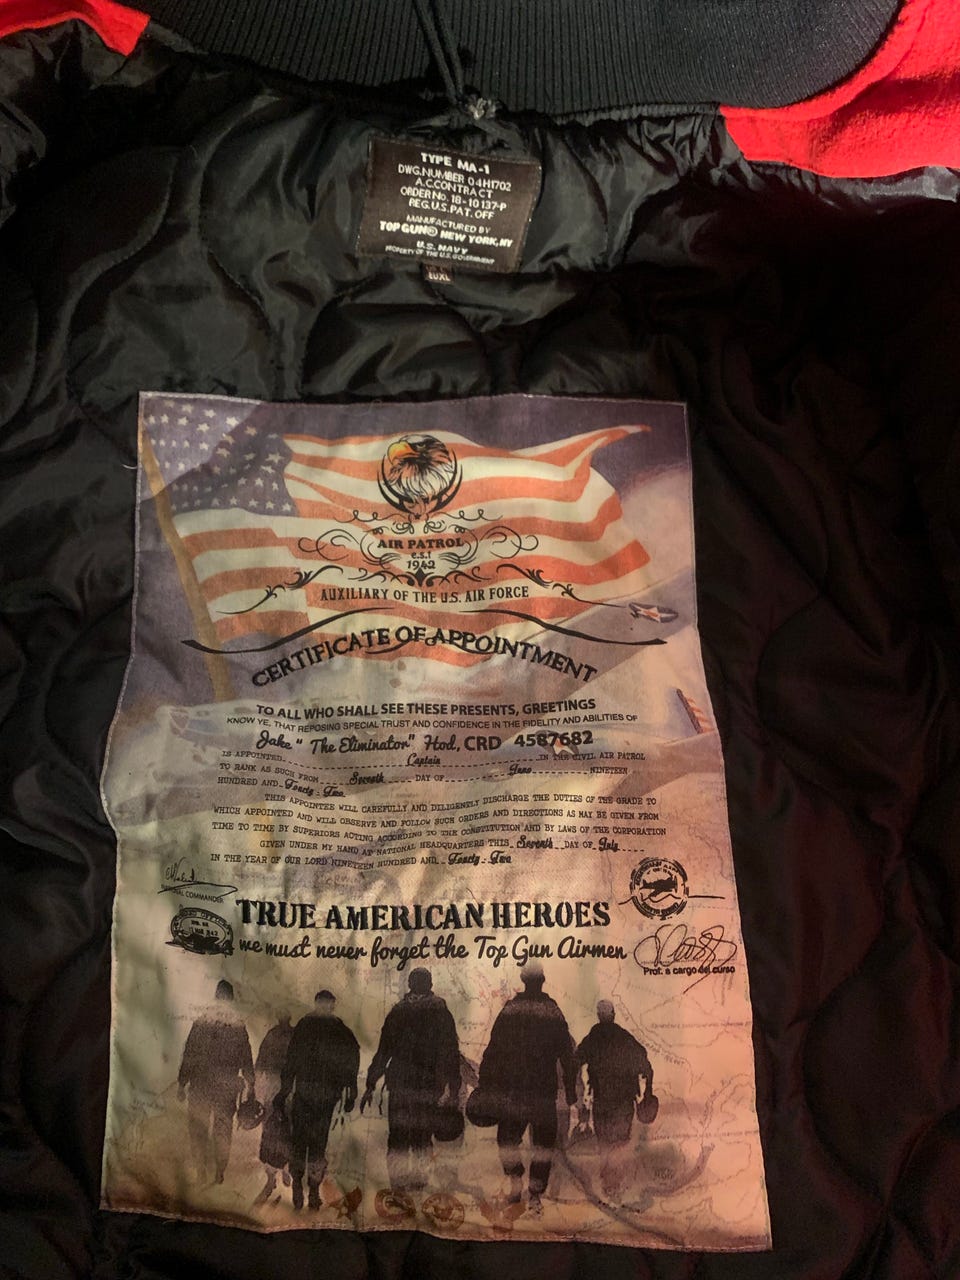 TYPE MA-1
DWG.NUMBER 04H1702
A.C.CONTRACT
ORDER No. 18-10137-P
REG.U.S.PAT.OFF
MANUFACTURED BY
TOP GUN® NEW YORK,NY
U.S. NAVY
PROPERTY OF THE U.S. GOVERNMENT
AIR PATROL
e.s.t
1942
AUXILIARY OF THE U.S. AIR FORCE
CERTIFICATE OF APPOINTMENT
TO ALL WHO SHALL SEE THESE PRESENTS, GREETINGS
KNOW YE, THAT REPOSING SPECIAL TRUST AND CONFIDENCE IN THE FIDELITY AND ABILITIES OF
Jake " The Eliminator" Hod, CRD 4587682
IS APPOINTED Captain IN THE CIVIL AIR PATROL
TO RANK AS SUCH FROM Seventh DAY OF June NINETEEN
HUNDRED AND Fourty - Two
THIS APPOINTEE WILL CAREFULLY AND DILIGENTLY DISCHARGE THE DUTIES OF THE GRADE TO
WHICH APPOINTED AND WILL OBSERVE AND FOLLOW SUCH ORDERS AND DIRECTIONS AS MAY BE GIVEN FROM
TIME TO TIME BY SUPERIORS ACTING ACCORDING TO THE CONSTITUTION AND BY LAWS OF THE CORPORATION
GIVEN UNDER MY HAND AT NATIONAL HEADQUARTERS THIS Seventh DAY OF July
IN THE YEAR OF OUR LORD NINETEEN HUNDRED AND Fourty - Two
NATIONAL COMMANDER
TRUE AMERICAN HEROES
we must never forget the Top Gun Airmen
Prof. a cargo del curso